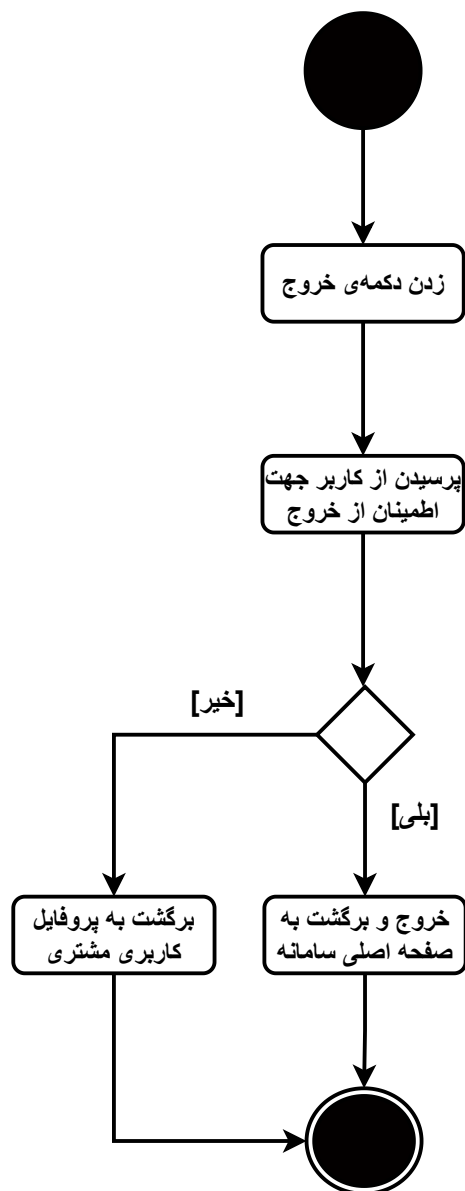 زدن دکمه‌ی خروج
پرسیدن از کاربر جهت
اطمینان از خروج
[خیر]
[بلی]
برگشت به پروفایل
کاربری مشتری
خروج و برگشت به
صفحه اصلی سامانه